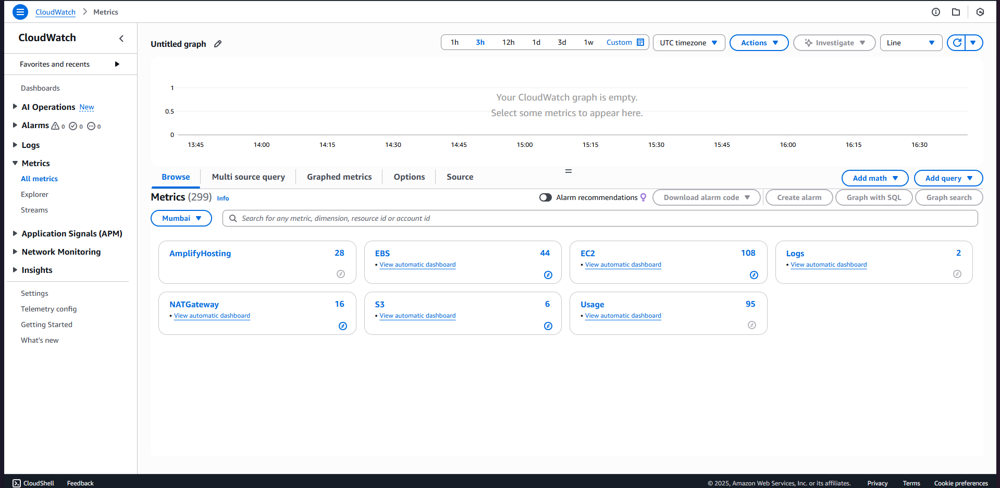 CloudWatch
Metrics
CloudWatch
Favorites and recents
Dashboards
AI Operations New
Alarms 0 0 0
Logs
Metrics
All metrics
Explorer
Streams
Application Signals (APM)
Network Monitoring
Insights
Settings
Telemetry config
Getting Started
What's new
Untitled graph
1h 3h 12h 1d 3d 1w Custom
UTC timezone
Actions
Investigate
Line
1
Your CloudWatch graph is empty.
0.5
Select some metrics to appear here.
0
13:45 14:00 14:15 14:30 14:45 15:00 15:15 15:30 15:45 16:00 16:15 16:30
Browse Multi source query Graphed metrics Options Source
Add math Add query
Metrics (299) Info
Alarm recommendations
Download alarm code
Create alarm
Graph with SQL
Graph search
Mumbai
Search for any metric, dimension, resource id or account id
AmplifyHosting 28
EBS 44
• View automatic dashboard
EC2 108
• View automatic dashboard
Logs 2
• View automatic dashboard
NATGateway 16
• View automatic dashboard
S3 6
• View automatic dashboard
Usage 95
• View automatic dashboard
CloudShell Feedback
© 2025, Amazon Web Services, Inc. or its affiliates. Privacy Terms Cookie preferences